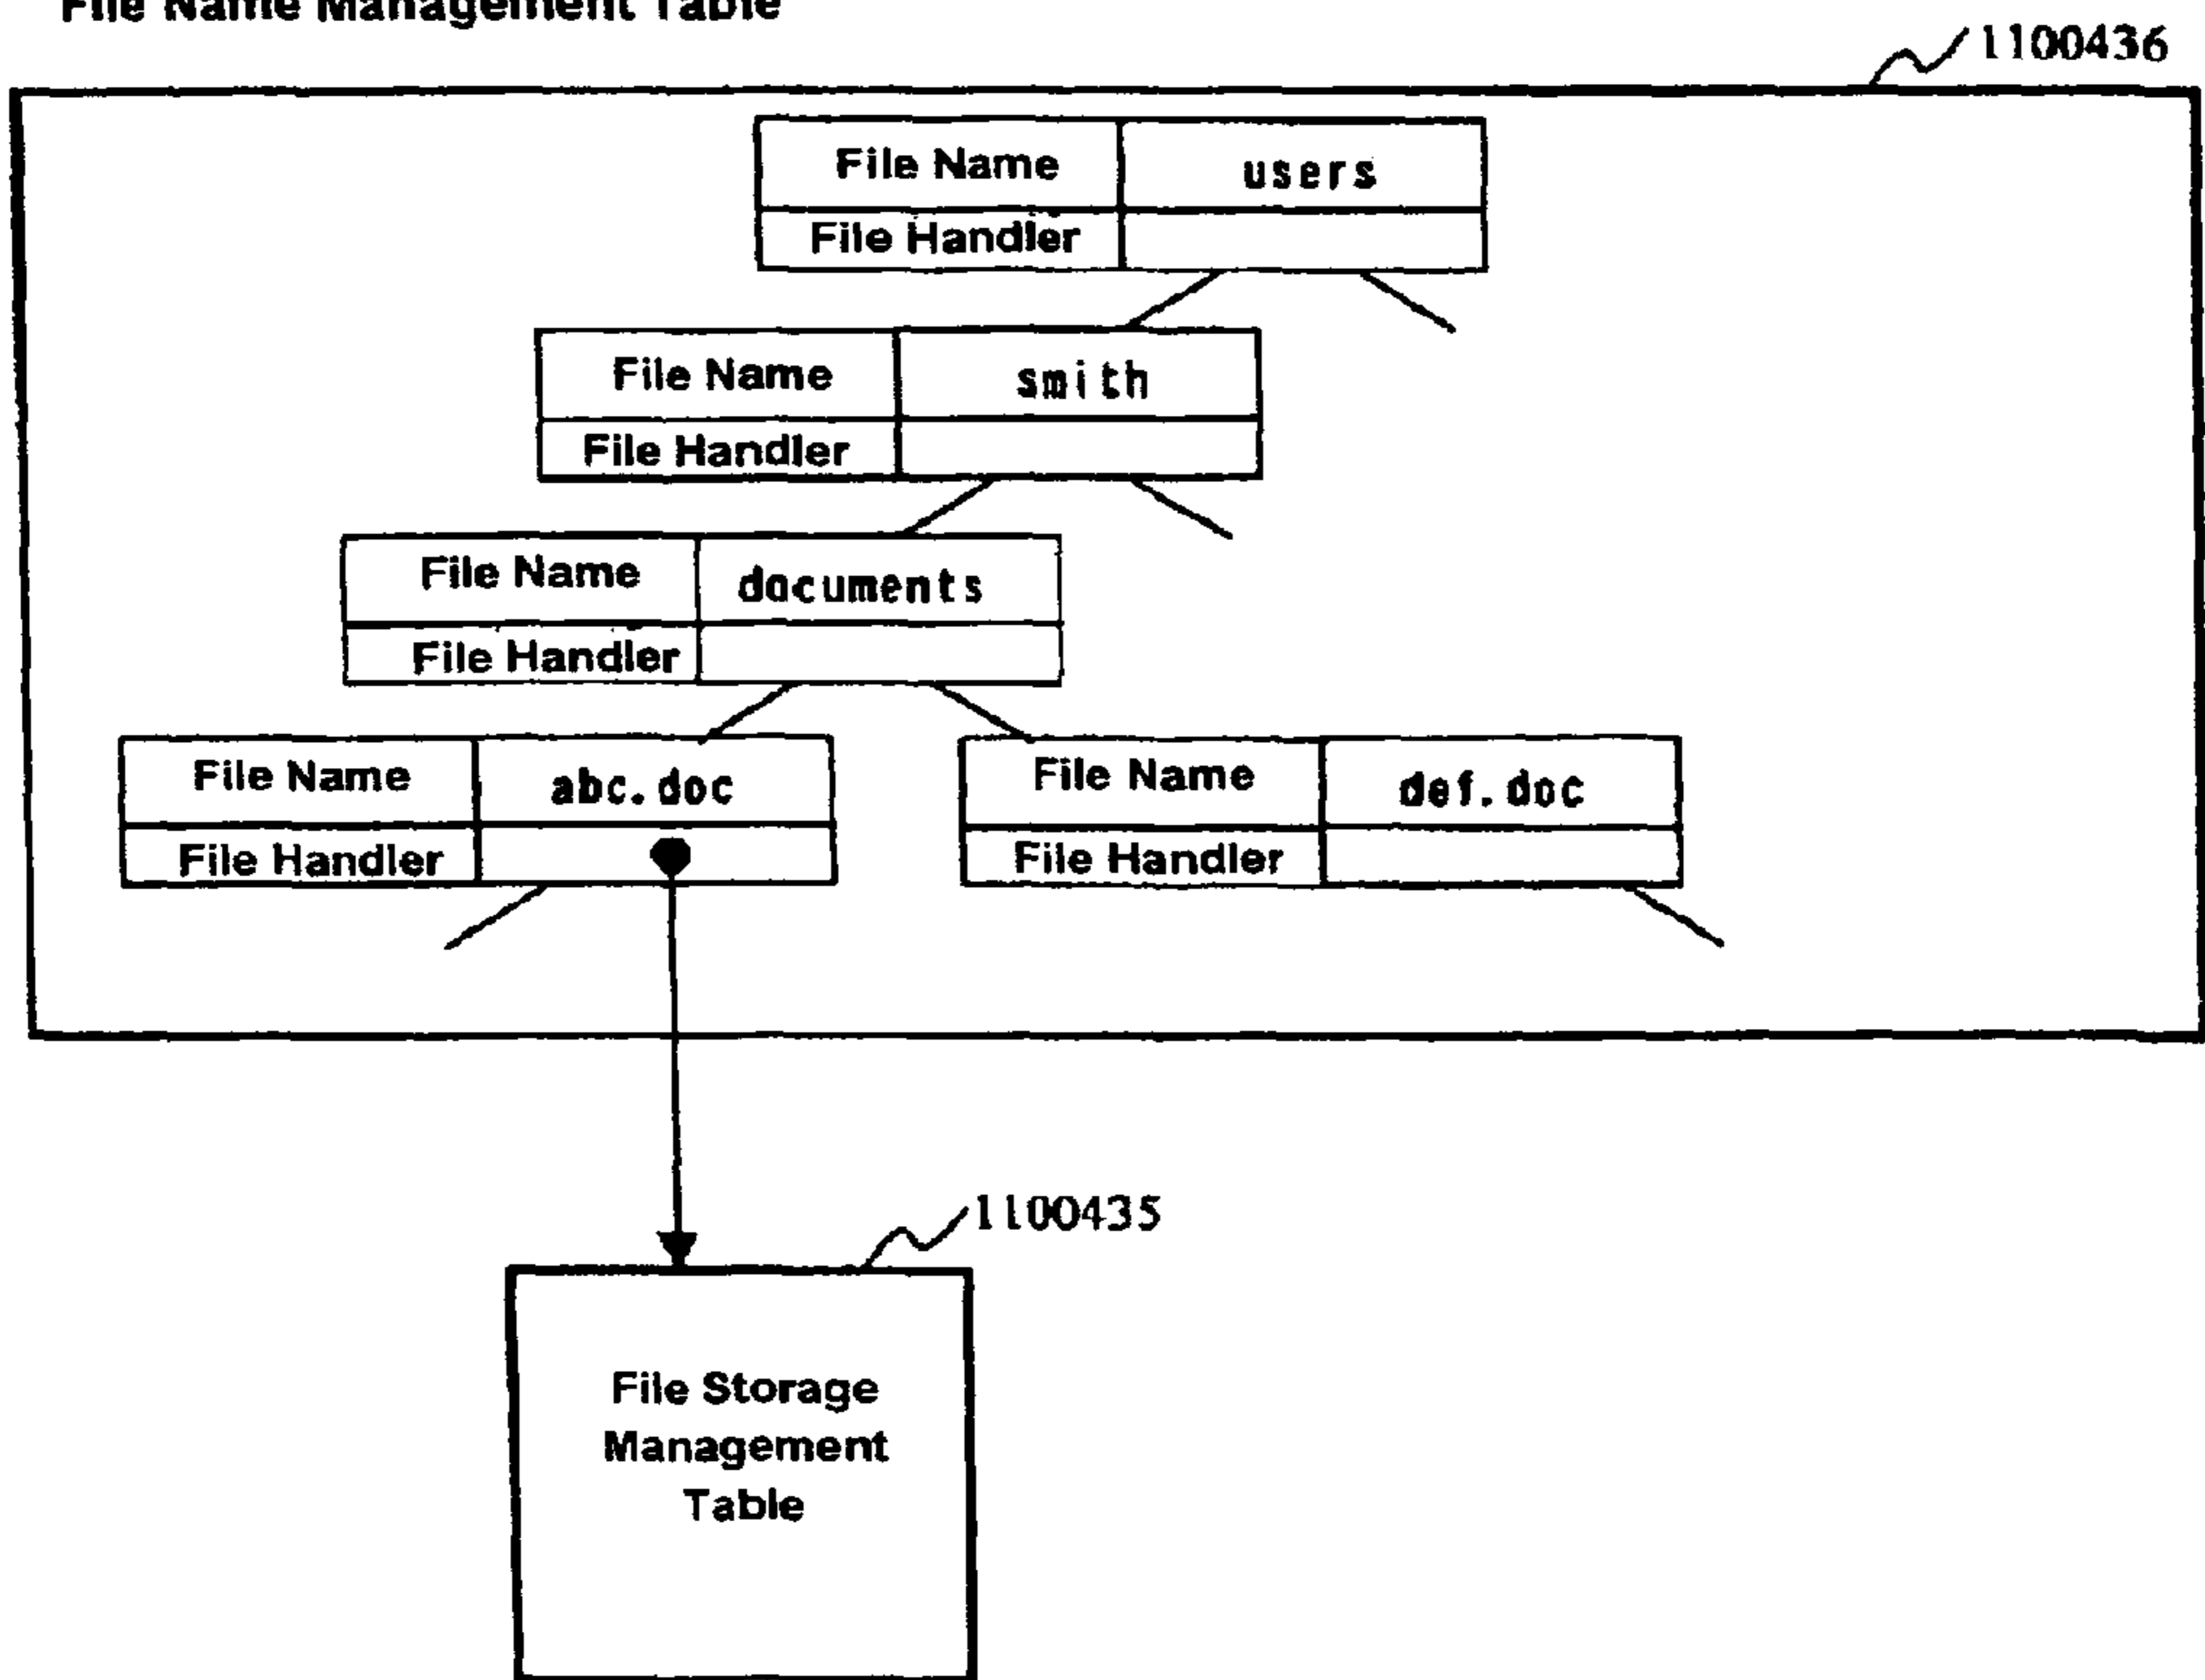 File Name Management Table
1100436
File Name users
File Handler
File Name smith
File Handler
File Name documents
File Handler
File Name abc.doc File Name def.doc
File Handler File Handler
1100435
File Storage
Management
Table